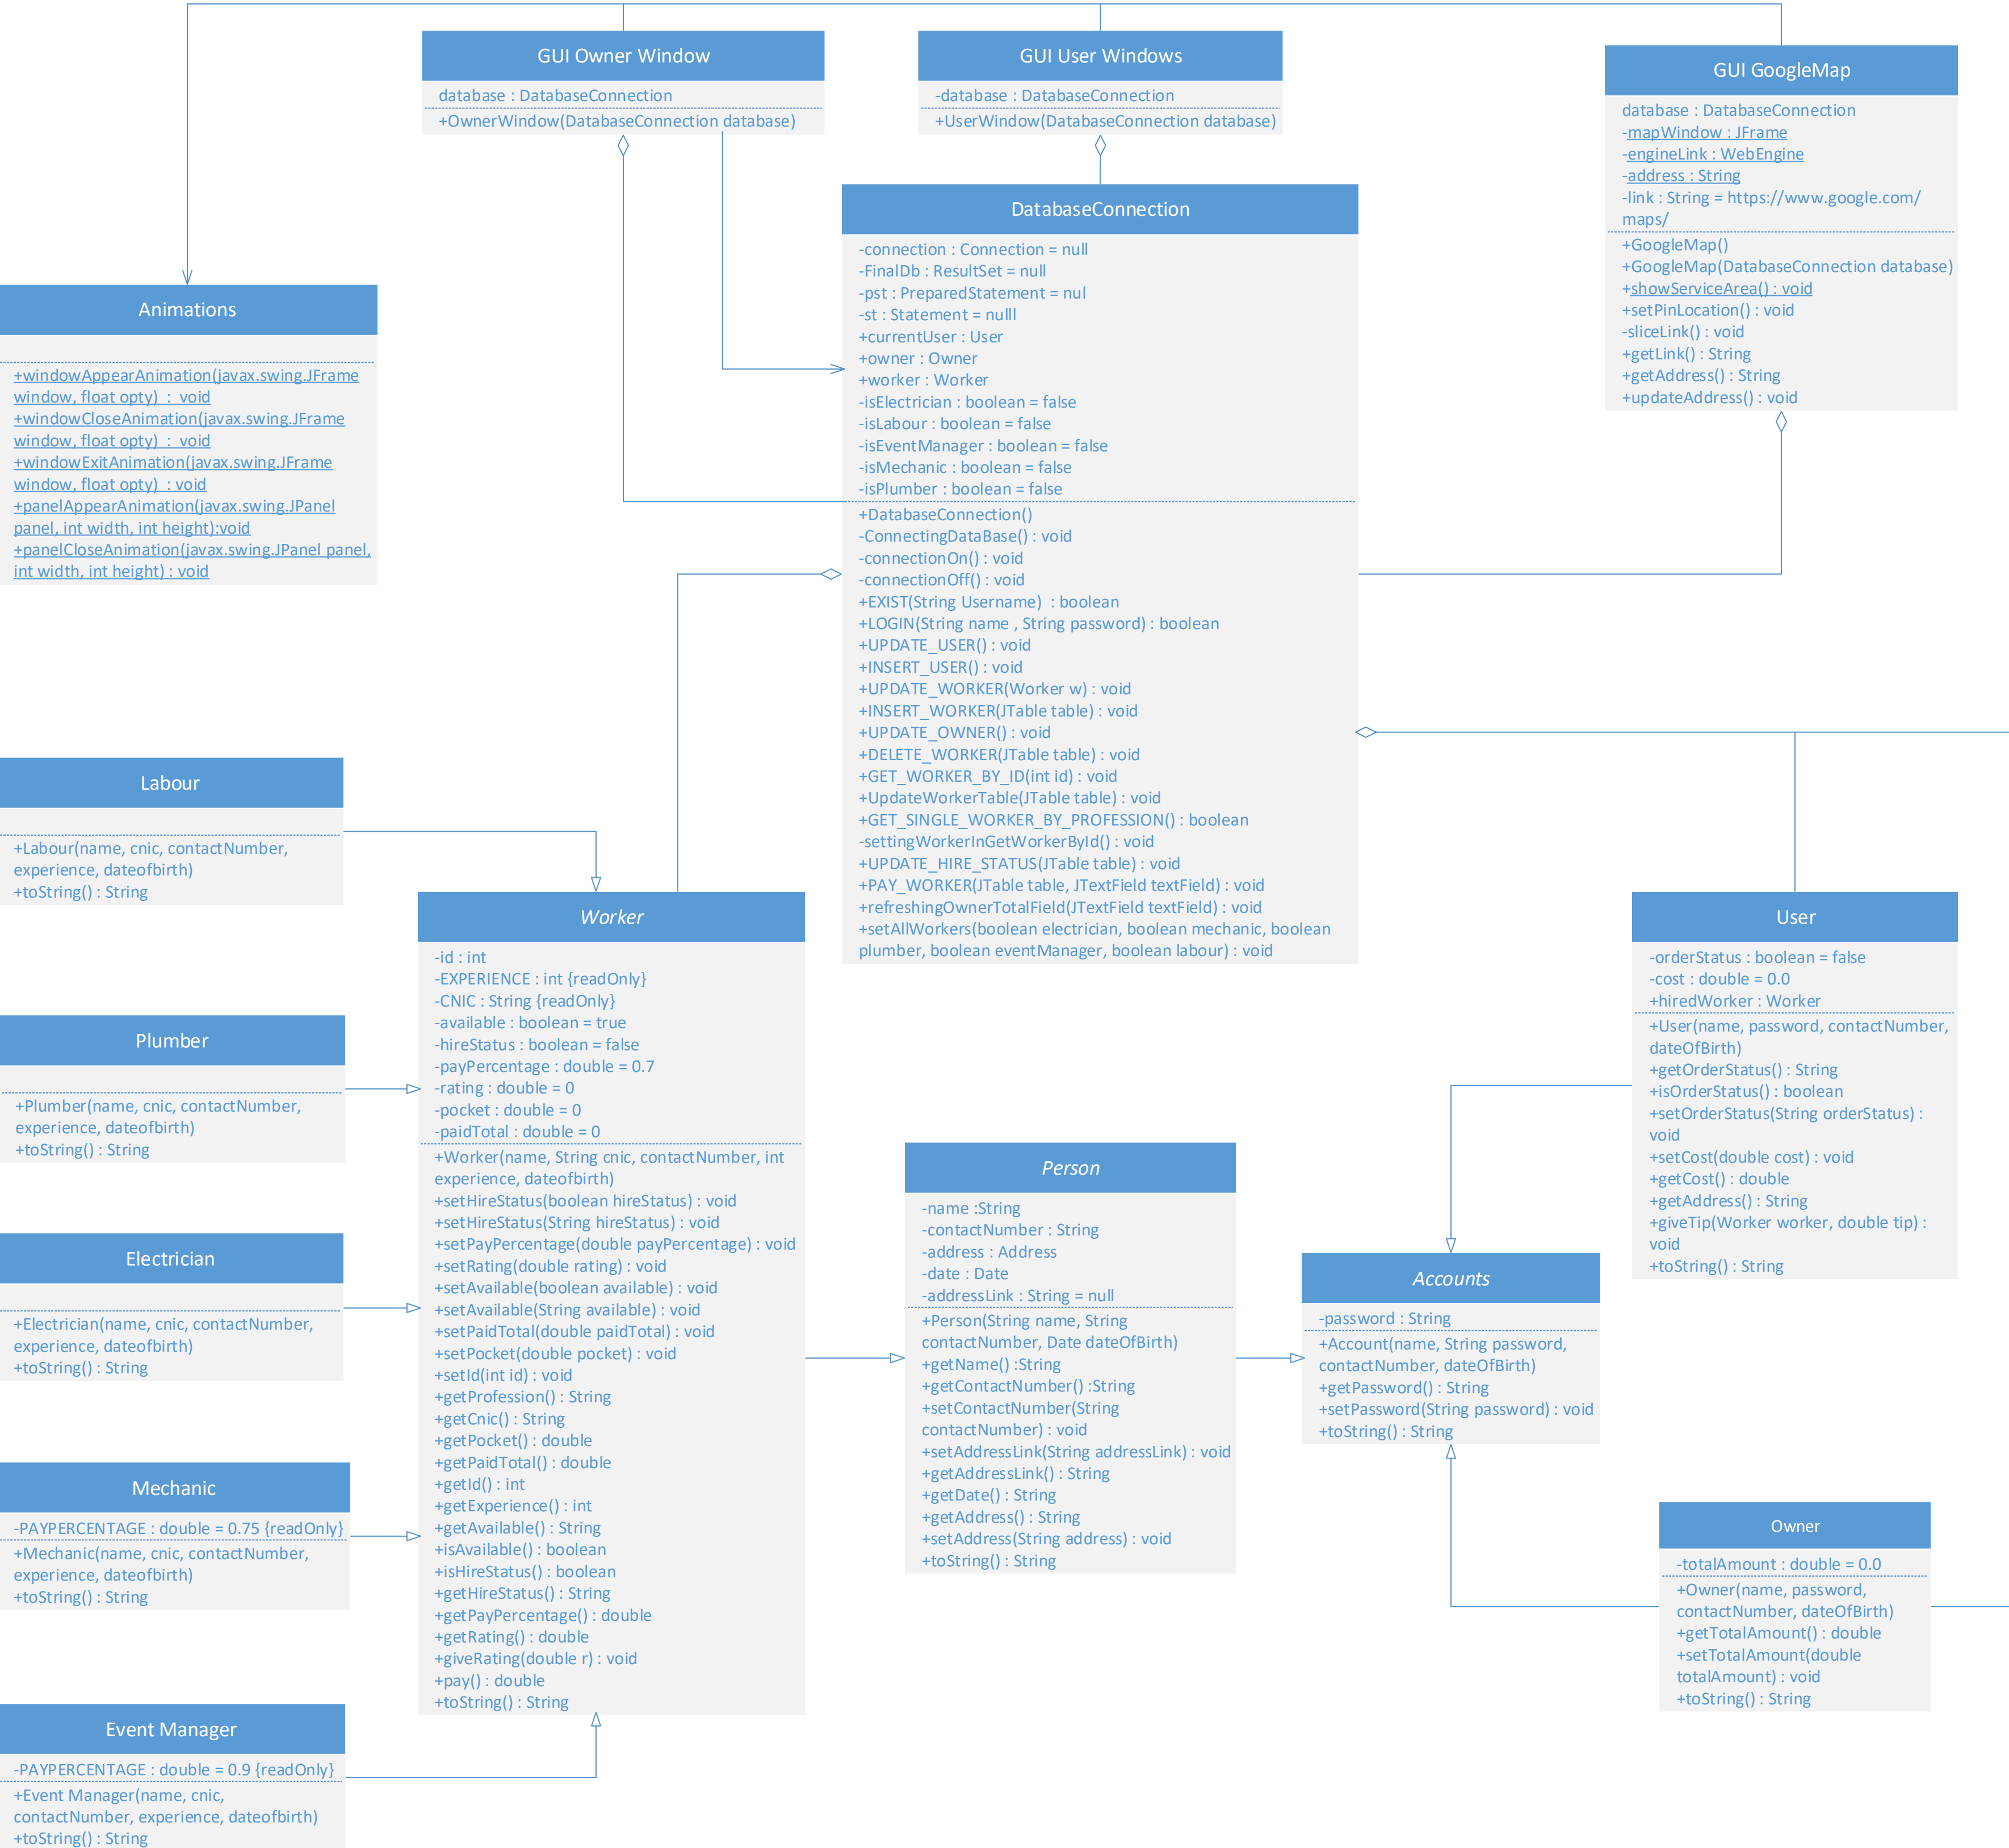 GUI Owner Window
database : DatabaseConnection
+OwnerWindow(DatabaseConnection database)
GUI User Windows
-database : DatabaseConnection
+UserWindow(DatabaseConnection database)
GUI GoogleMap
database : DatabaseConnection
-mapWindow : JFrame
-engineLink : WebEngine
-address : String
-link : String = https://www.google.com/
maps/
+GoogleMap()
+GoogleMap(DatabaseConnection database)
+showServiceArea() : void
+setPinLocation() : void
-sliceLink() : void
+getLink() : String
+getAddress() : String
+updateAddress() : void
DatabaseConnection
-connection : Connection = null
-FinalDb : ResultSet = null
-pst : PreparedStatement = nul
-st : Statement = nulll
+currentUser : User
+owner : Owner
+worker : Worker
-isElectrician : boolean = false
-isLabour : boolean = false
-isEventManager : boolean = false
-isMechanic : boolean = false
-isPlumber : boolean = false
+DatabaseConnection()
-ConnectingDataBase() : void
-connectionOn() : void
-connectionOff() : void
+EXIST(String Username)  : boolean
+LOGIN(String name , String password) : boolean
+UPDATE_USER() : void
+INSERT_USER() : void
+UPDATE_WORKER(Worker w) : void
+INSERT_WORKER(JTable table) : void
+UPDATE_OWNER() : void
+DELETE_WORKER(JTable table) : void
+GET_WORKER_BY_ID(int id) : void
+UpdateWorkerTable(JTable table) : void
+GET_SINGLE_WORKER_BY_PROFESSION() : boolean
-settingWorkerInGetWorkerById() : void
+UPDATE_HIRE_STATUS(JTable table) : void
+PAY_WORKER(JTable table, JTextField textField) : void
+refreshingOwnerTotalField(JTextField textField) : void
+setAllWorkers(boolean electrician, boolean mechanic, boolean
plumber, boolean eventManager, boolean labour) : void
Animations
+windowAppearAnimation(javax.swing.JFrame
window, float opty)  :  void
+windowCloseAnimation(javax.swing.JFrame
window, float opty)  :  void
+windowExitAnimation(javax.swing.JFrame
window, float opty)  : void
+panelAppearAnimation(javax.swing.JPanel
panel, int width, int height):void
+panelCloseAnimation(javax.swing.JPanel panel,
int width, int height) : void
Labour
+Labour(name, cnic, contactNumber,
experience, dateofbirth)
+toString() : String
Plumber
+Plumber(name, cnic, contactNumber,
experience, dateofbirth)
+toString() : String
Electrician
+Electrician(name, cnic, contactNumber,
experience, dateofbirth)
+toString() : String
Mechanic
-PAYPERCENTAGE : double = 0.75 {readOnly}
+Mechanic(name, cnic, contactNumber,
experience, dateofbirth)
+toString() : String
Event Manager
-PAYPERCENTAGE : double = 0.9 {readOnly}
+Event Manager(name, cnic,
contactNumber, experience, dateofbirth)
+toString() : String
Worker
-id : int
-EXPERIENCE : int {readOnly}
-CNIC : String {readOnly}
-available : boolean = true
-hireStatus : boolean = false
-payPercentage : double = 0.7
-rating : double = 0
-pocket : double = 0
-paidTotal : double = 0
+Worker(name, String cnic, contactNumber, int
experience, dateofbirth)
+setHireStatus(boolean hireStatus) : void
+setHireStatus(String hireStatus) : void
+setPayPercentage(double payPercentage) : void
+setRating(double rating) : void
+setAvailable(boolean available) : void
+setAvailable(String available) : void
+setPaidTotal(double paidTotal) : void
+setPocket(double pocket) : void
+setId(int id) : void
+getProfession() : String
+getCnic() : String
+getPocket() : double
+getPaidTotal() : double
+getId() : int
+getExperience() : int
+getAvailable() : String
+isAvailable() : boolean
+isHireStatus() : boolean
+getHireStatus() : String
+getPayPercentage() : double
+getRating() : double
+giveRating(double r) : void
+pay() : double
+toString() : String
Person
-name :String
-contactNumber : String
-address : Address
-date : Date
-addressLink : String = null
+Person(String name, String
contactNumber, Date dateOfBirth)
+getName() :String
+getContactNumber() :String
+setContactNumber(String
contactNumber) : void
+setAddressLink(String addressLink) : void
+getAddressLink() : String
+getDate() : String
+getAddress() : String
+setAddress(String address) : void
+toString() : String
Accounts
-password : String
+Account(name, String password,
contactNumber, dateOfBirth)
+getPassword() : String
+setPassword(String password) : void
+toString() : String
User
-orderStatus : boolean = false
-cost : double = 0.0
+hiredWorker : Worker
+User(name, password, contactNumber,
dateOfBirth)
+getOrderStatus() : String
+isOrderStatus() : boolean
+setOrderStatus(String orderStatus) :
void
+setCost(double cost) : void
+getCost() : double
+getAddress() : String
+giveTip(Worker worker, double tip) :
void
+toString() : String
Owner
-totalAmount : double = 0.0
+Owner(name, password,
contactNumber, dateOfBirth)
+getTotalAmount() : double
+setTotalAmount(double
totalAmount) : void
+toString() : String